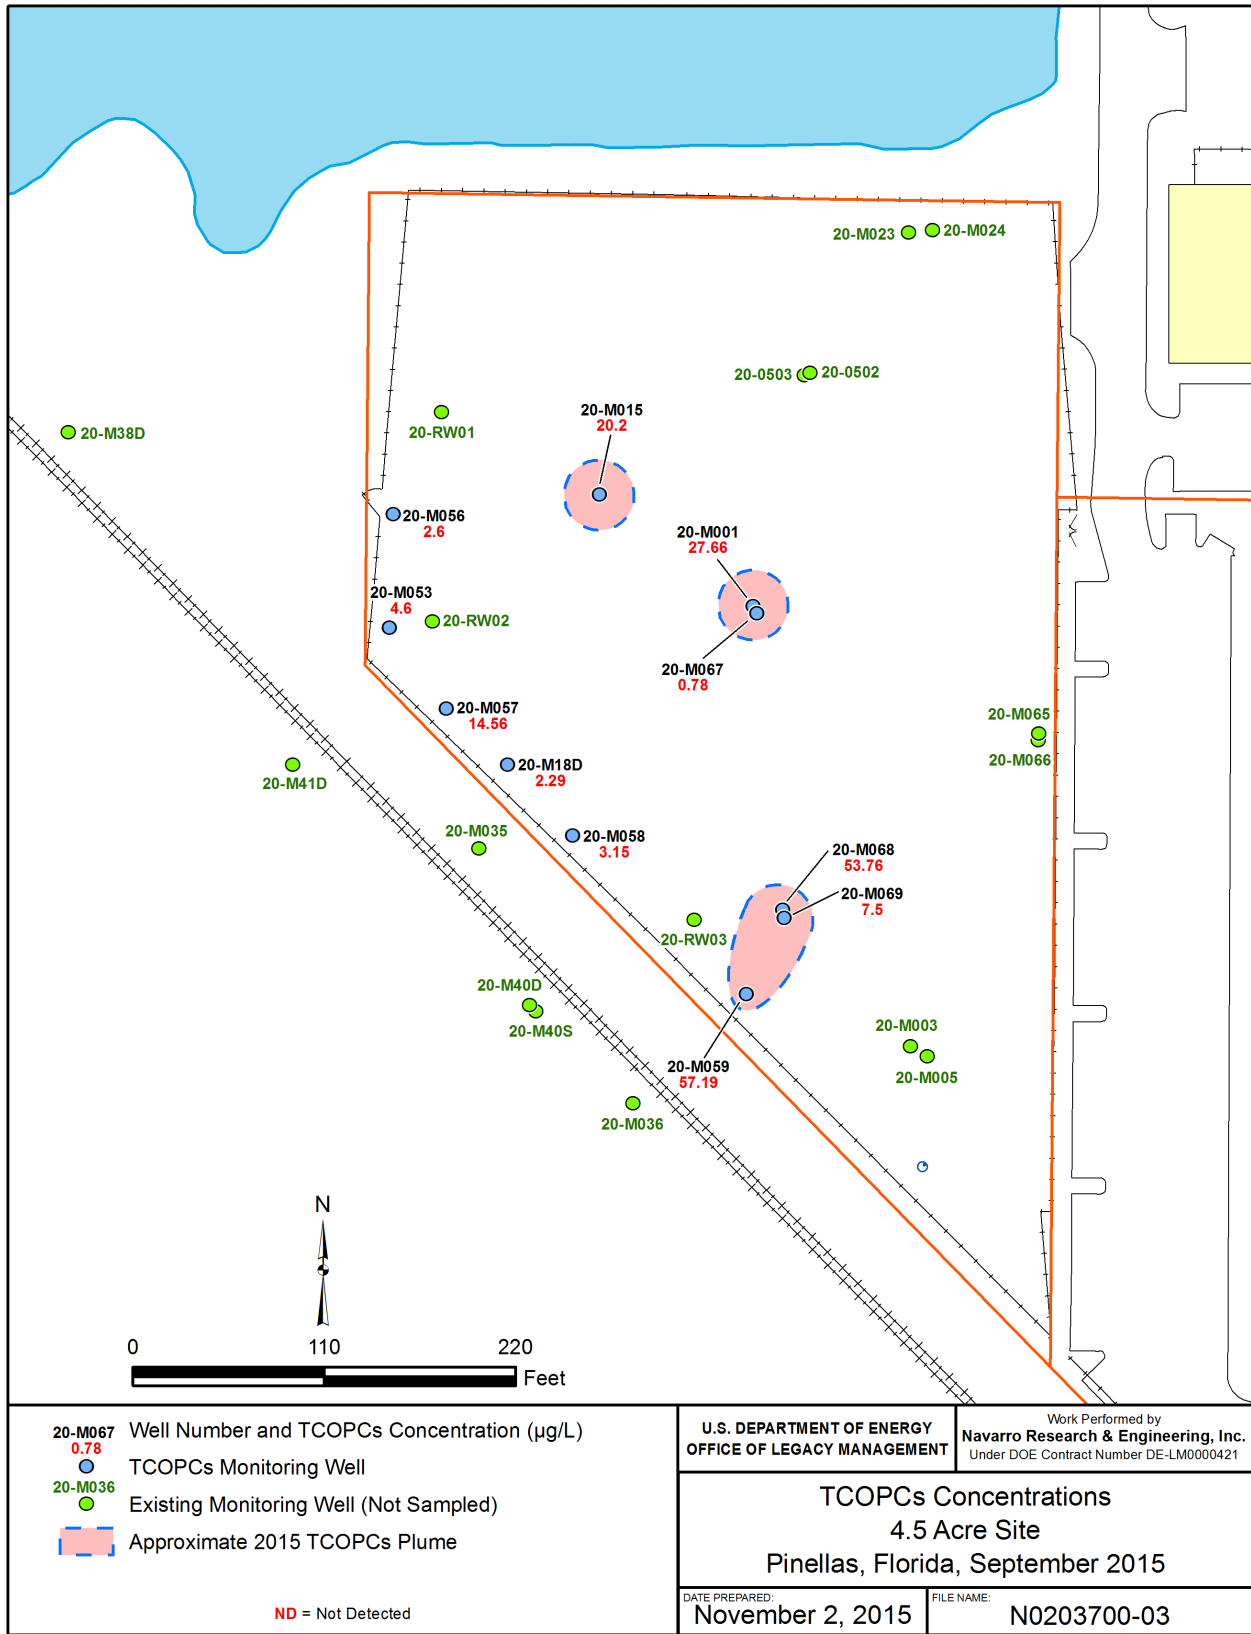 20-M023
20-M024
20-0503
20-0502
20-M015
20.2
20-RW01
20-M38D
20-M056
2.6
20-M001
27.66
20-M053
4.6
20-RW02
20-M067
0.78
20-M057
14.56
20-M065
20-M066
20-M18D
2.29
20-M41D
20-M035
20-M058
3.15
20-M068
53.76
20-M069
7.5
20-RW03
20-M40D
20-M40S
20-M003
20-M005
20-M059
57.19
20-M036
N
0 110 220
Feet
20-M067
0.78
Well Number and TCOPCs Concentration (µg/L)
TCOPCs Monitoring Well
20-M036
Existing Monitoring Well (Not Sampled)
Approximate 2015 TCOPCs Plume
ND = Not Detected
U.S. DEPARTMENT OF ENERGY
OFFICE OF LEGACY MANAGEMENT
Work Performed by
Navarro Research & Engineering, Inc.
Under DOE Contract Number DE-LM0000421
TCOPCs Concentrations
4.5 Acre Site
Pinellas, Florida, September 2015
DATE PREPARED:
November 2, 2015
FILE NAME:
N0203700-03